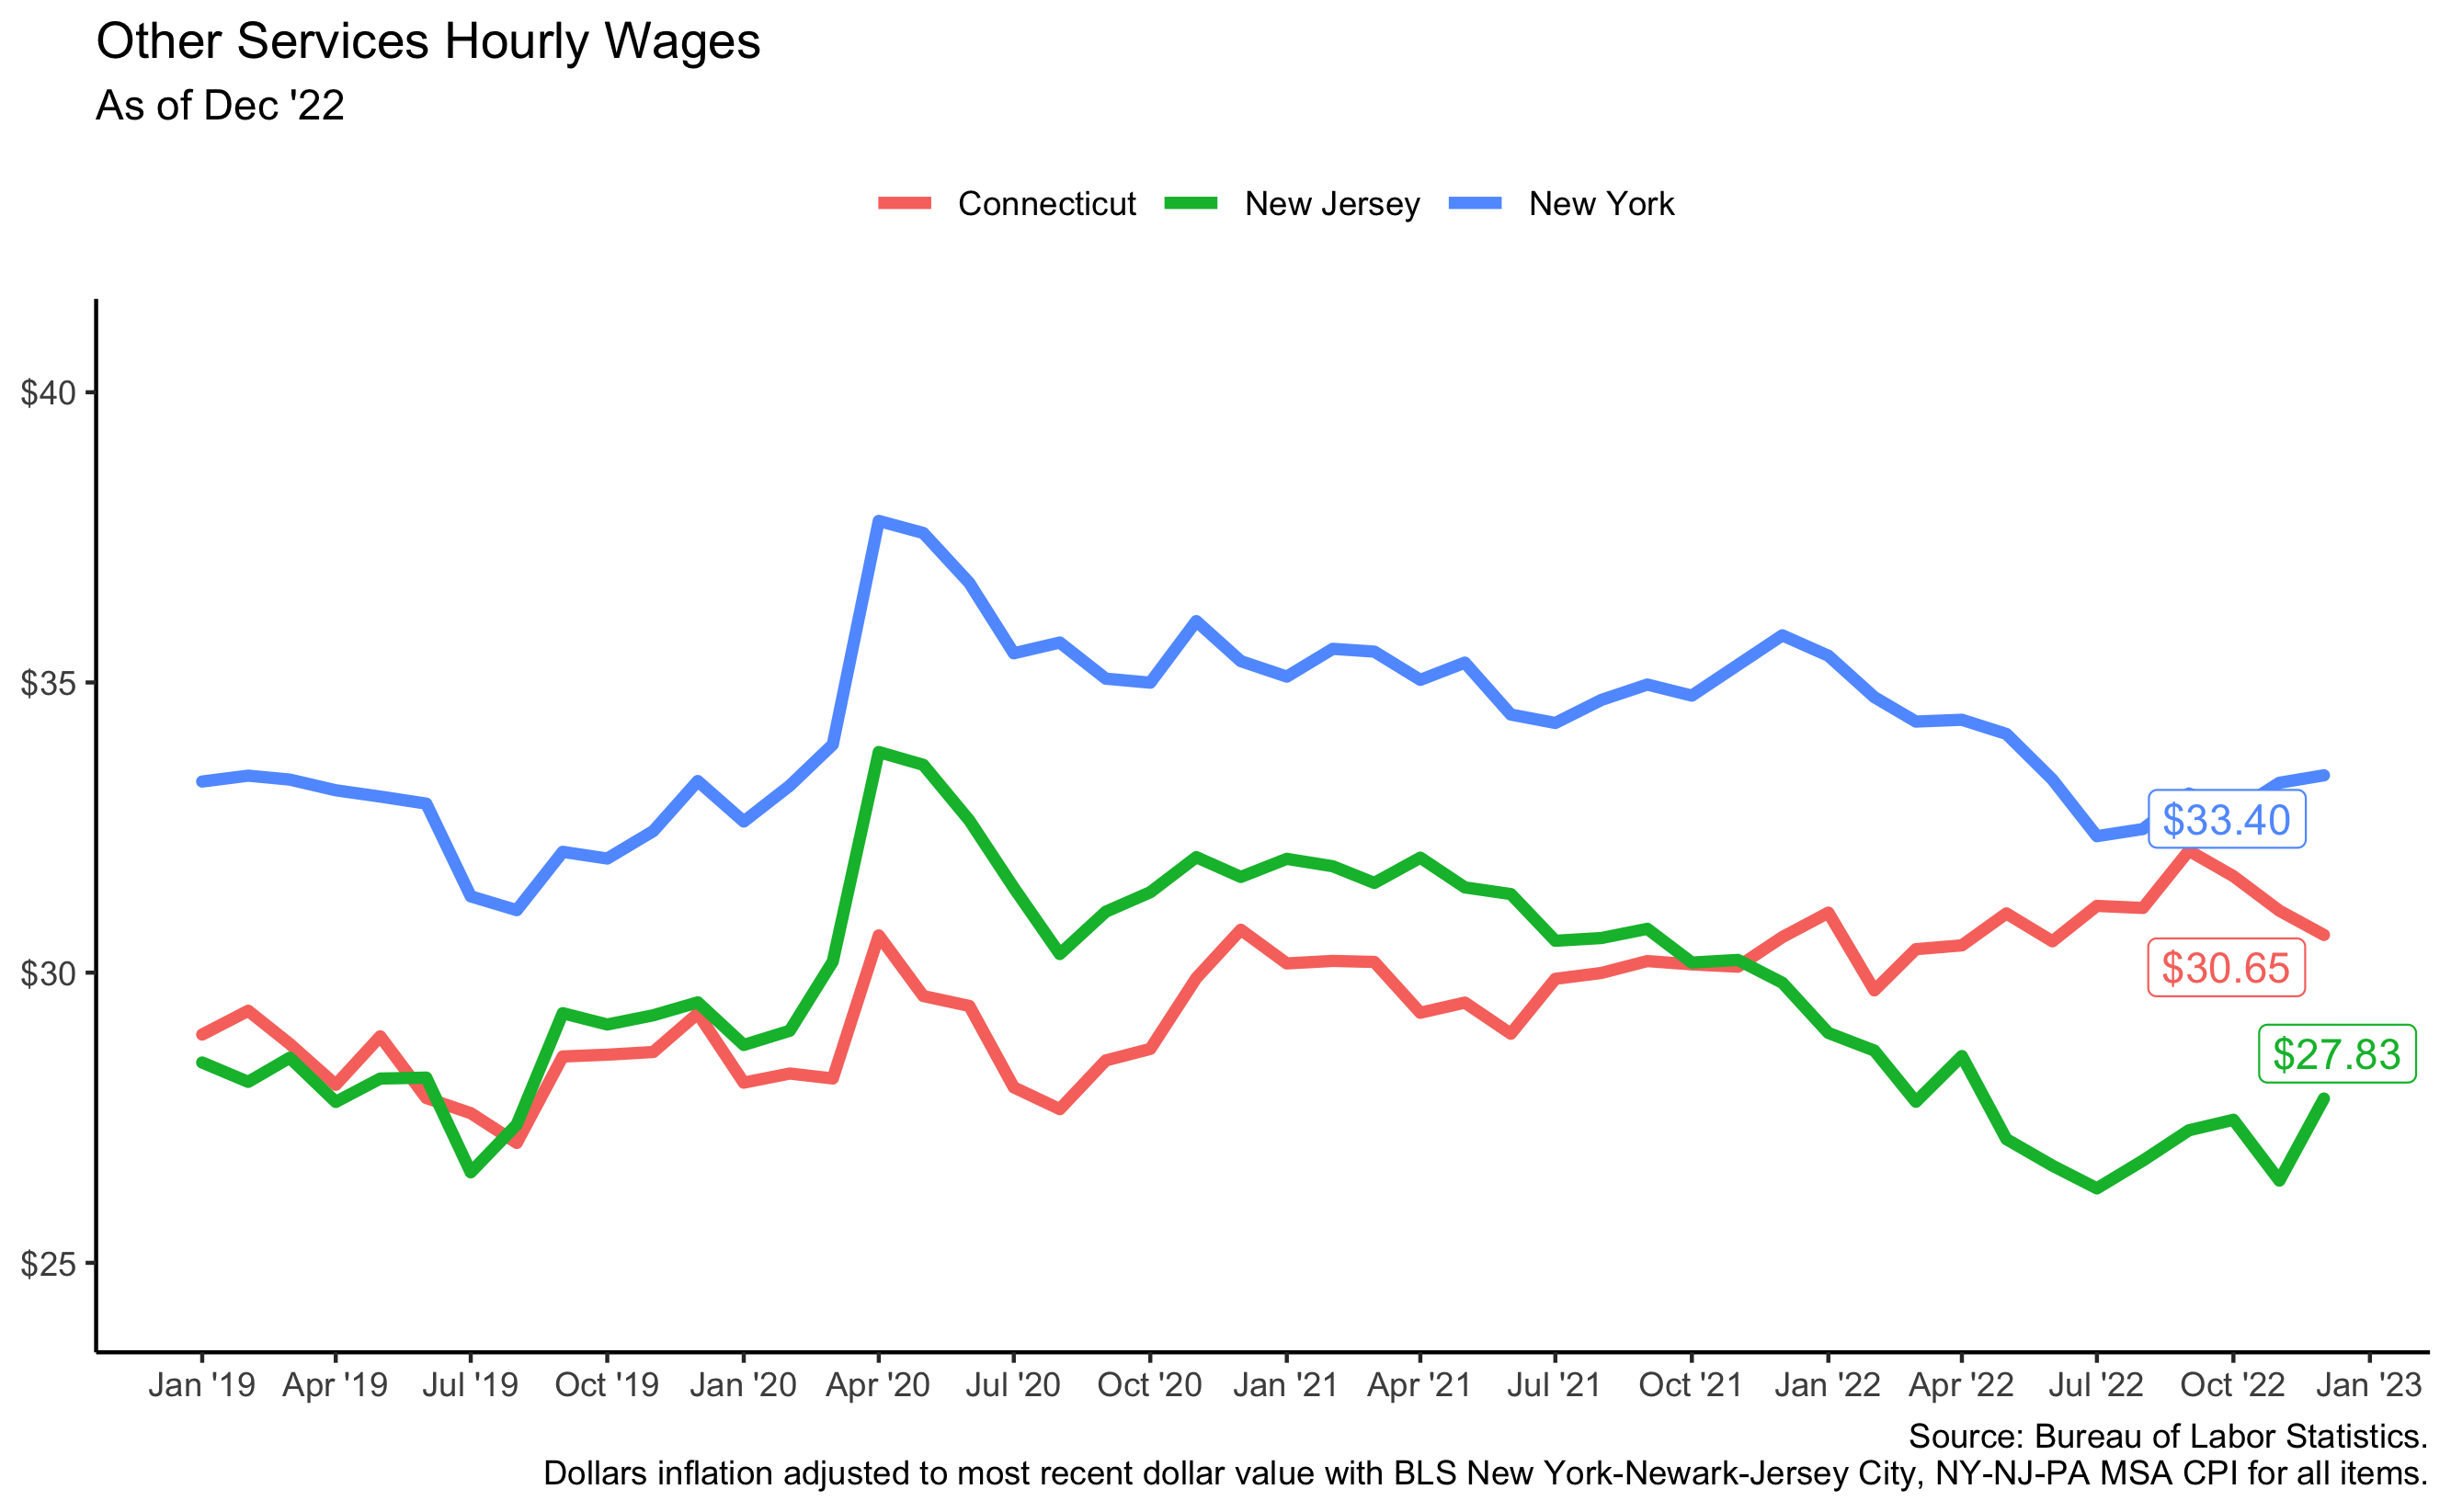 Other Services Hourly Wages
As of Dec '22
Connecticut New Jersey New York
$40
$35
$30
$25
$33.40
$30.65
$27.83
Jan '19 Apr '19 Jul '19 Oct '19 Jan '20 Apr '20 Jul '20 Oct '20 Jan '21 Apr '21 Jul '21 Oct '21 Jan '22 Apr '22 Jul '22 Oct '22 Jan '23
Source: Bureau of Labor Statistics.
Dollars inflation adjusted to most recent dollar value with BLS New York-Newark-Jersey City, NY-NJ-PA MSA CPI for all items.